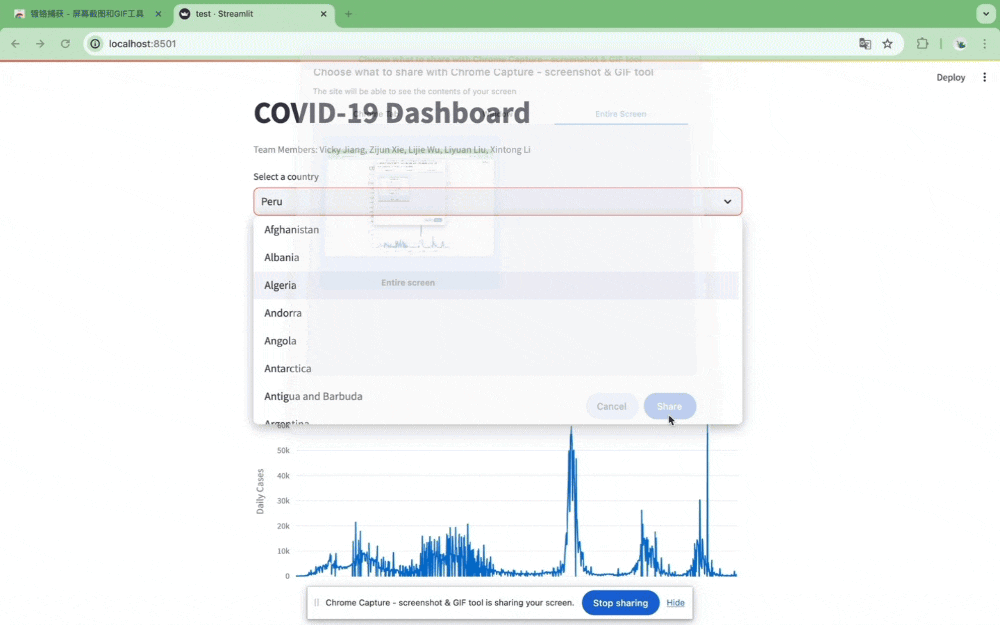 镪铬捕获 - 屏幕截图和GIF工具
test · Streamlit
localhost:8501
Deploy
Choose what to share with Chrome Capture - screenshot & GIF tool
Choose what to share with Chrome Capture - screenshot & GIF tool
The site will be able to see the contents of your screen
COVID-19 Dashboard
Entire Screen
Team Members: Vicky Jiang, Zijun Xie, Lijie Wu, Liyuan Liu, Xintong Li
Select a country
Peru
Afghanistan
Albania
Algeria
Entire screen
Andorra
Angola
Antarctica
Antigua and Barbuda
Cancel
Share
Argentina
60k
50k
40k
30k
20k
10k
0
Daily Cases
Chrome Capture - screenshot & GIF tool is sharing your screen.
Stop sharing
Hide